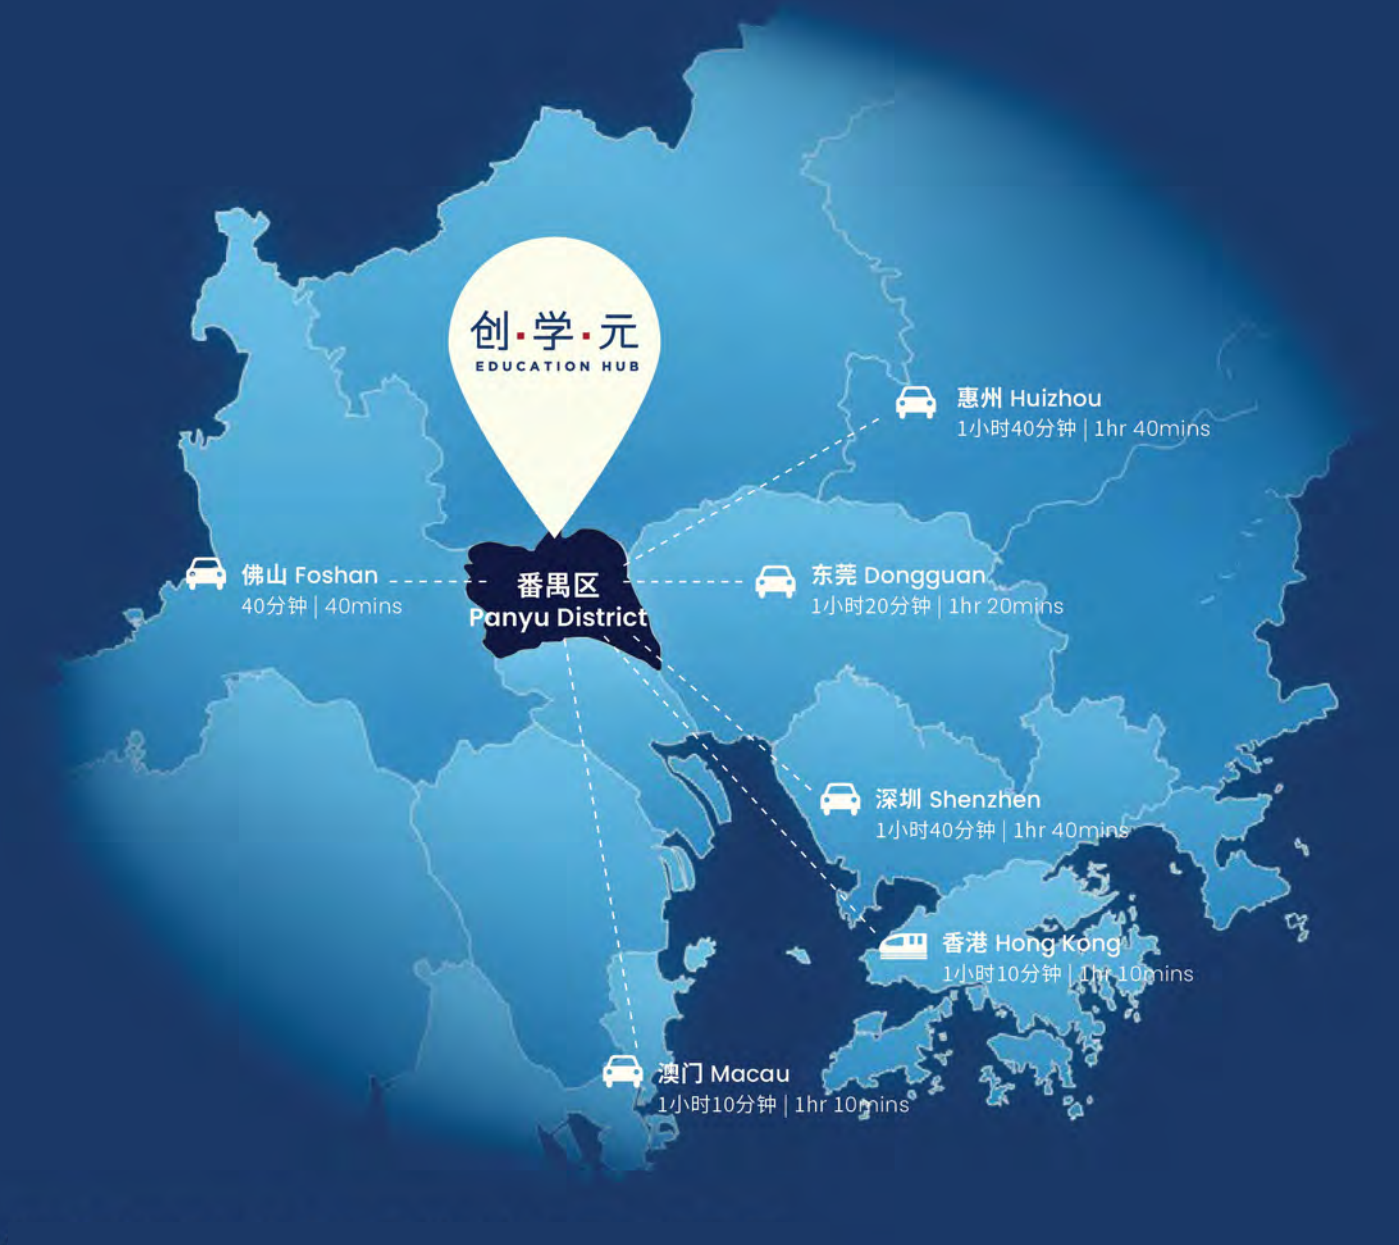 创·学·元
EDUCATION HUB
惠州 Huizhou
1小时40分钟 | 1hr 40mins
佛山 Foshan
40分钟 | 40mins
番禺区
Panyu District
东莞 Dongguan
1小时20分钟 | 1hr 20mins
深圳 Shenzhen
1小时40分钟 | 1hr 40mins
香港 Hong Kong
1小时10分钟 | 1hr 10mins
澳门 Macau
1小时10分钟 | 1hr 10mins